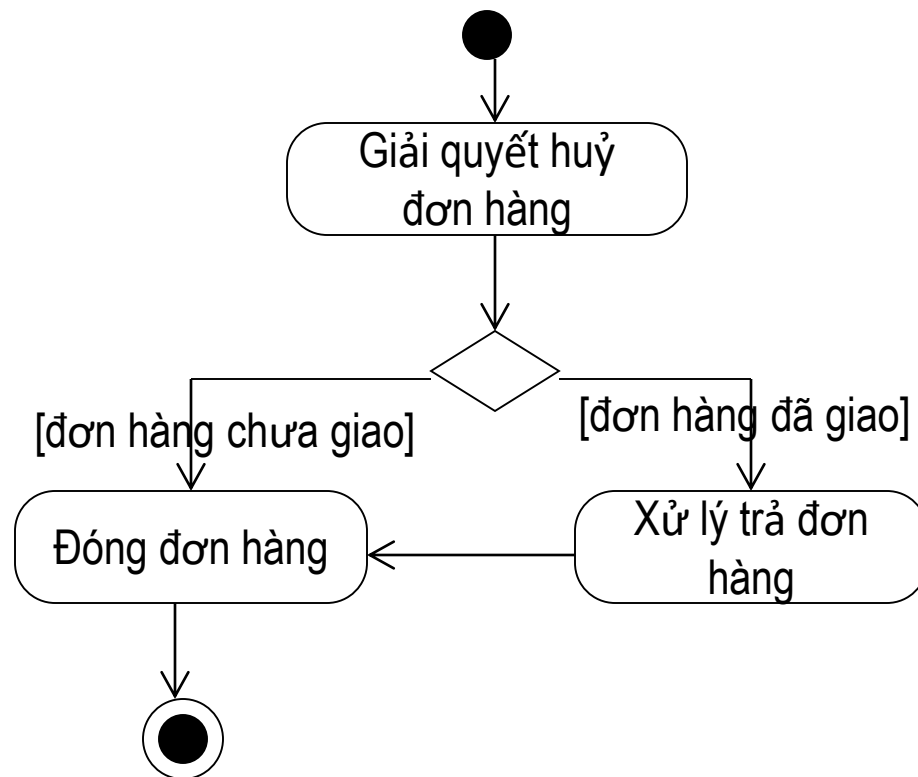 Giải quyết huỷ
đơn hàng
[đơn hàng chưa giao]
[đơn hàng đã giao]
Đóng đơn hàng
Xử lý trả đơn
hàng